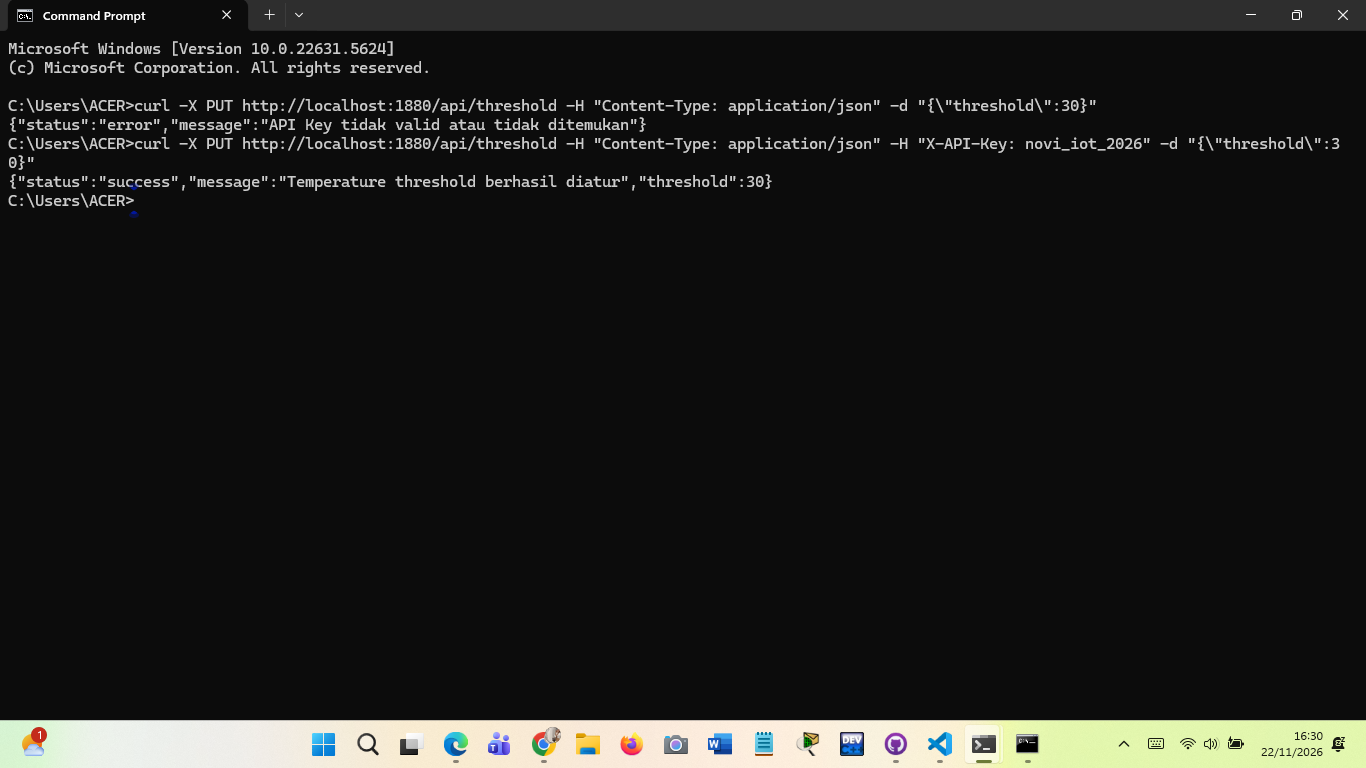 Command Prompt
Microsoft Windows [Version 10.0.22631.5624]
(c) Microsoft Corporation. All rights reserved.
C:\Users\ACER>curl -X PUT http://localhost:1880/api/threshold -H "Content-Type: application/json" -d "{\"threshold\":30}"
{"status":"error","message":"API Key tidak valid atau tidak ditemukan"}
C:\Users\ACER>curl -X PUT http://localhost:1880/api/threshold -H "Content-Type: application/json" -H "X-API-Key: novi_iot_2026" -d "{\"threshold\":3
0}"
{"status":"success","message":"Temperature threshold berhasil diatur","threshold":30}
C:\Users\ACER>
1
DEV
16:30
22/11/2026